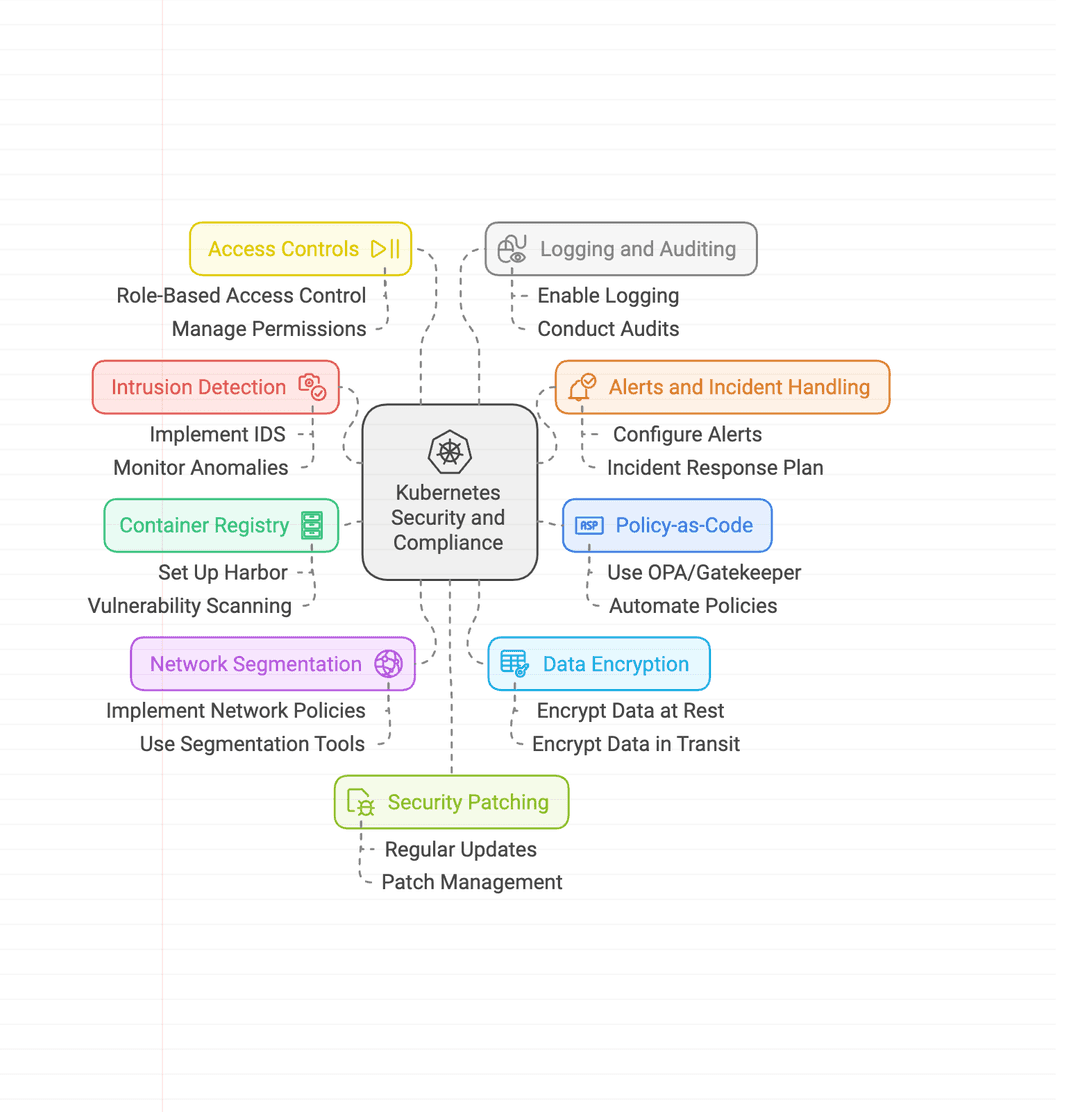 Access Controls
Role-Based Access Control
Manage Permissions
Logging and Auditing
Enable Logging
Conduct Audits
Intrusion Detection
Implement IDS
Monitor Anomalies
Alerts and Incident Handling
Configure Alerts
Incident Response Plan
Kubernetes
Security and
Compliance
Container Registry
Set Up Harbor
Vulnerability Scanning
ASP
Policy-as-Code
Use OPA/Gatekeeper
Automate Policies
Network Segmentation
Implement Network Policies
Use Segmentation Tools
Data Encryption
Encrypt Data at Rest
Encrypt Data in Transit
Security Patching
Regular Updates
Patch Management